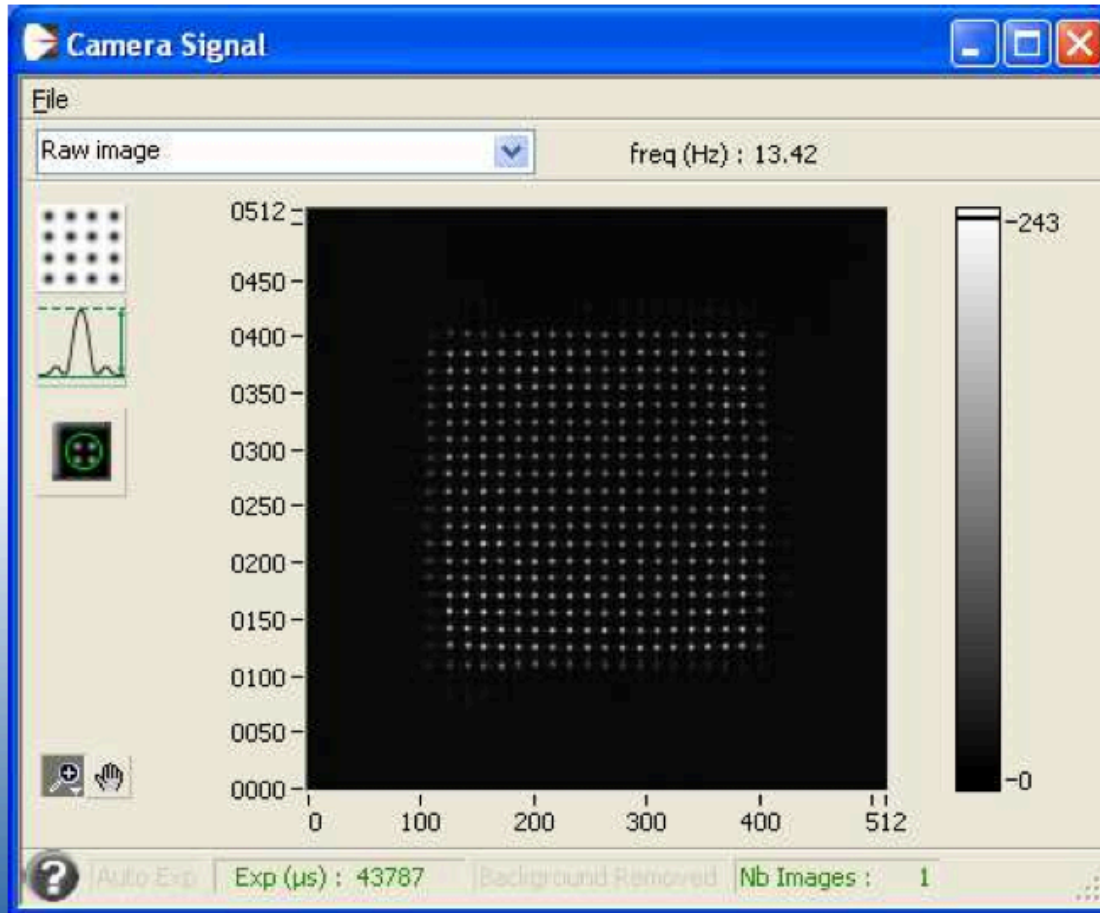 Camera Signal
File
Raw image
freq (Hz) : 13.42
0512
0450
0400
0350
0300
0250
0200
0150
0100
0050
0000
0
100
200
300
400
512
243
0
?
Auto Exp
Exp (µs) : 43787
Background Removed
Nb Images : 1